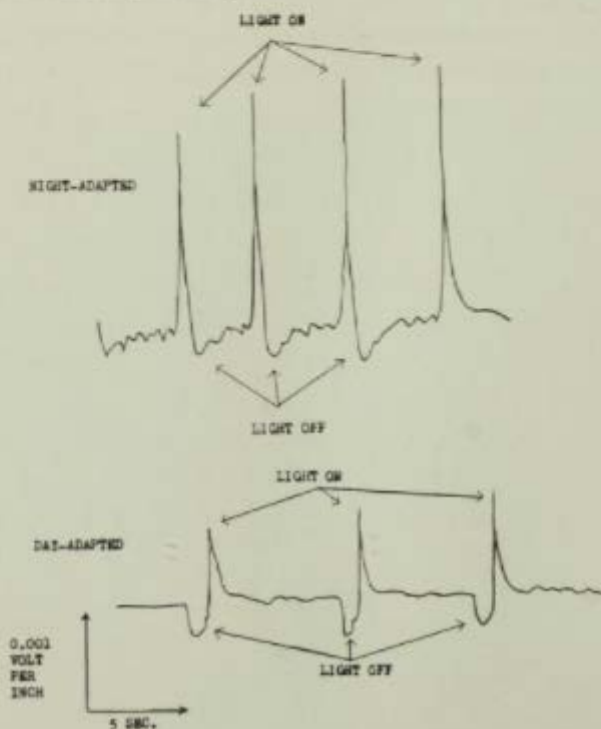 LIGHT ON
NIGHT-ADAPTED
LIGHT OFF
LIGHT ON
DAY-ADAPTED
LIGHT OFF
0.001
VOLT
PER
INCH
5 SEC.